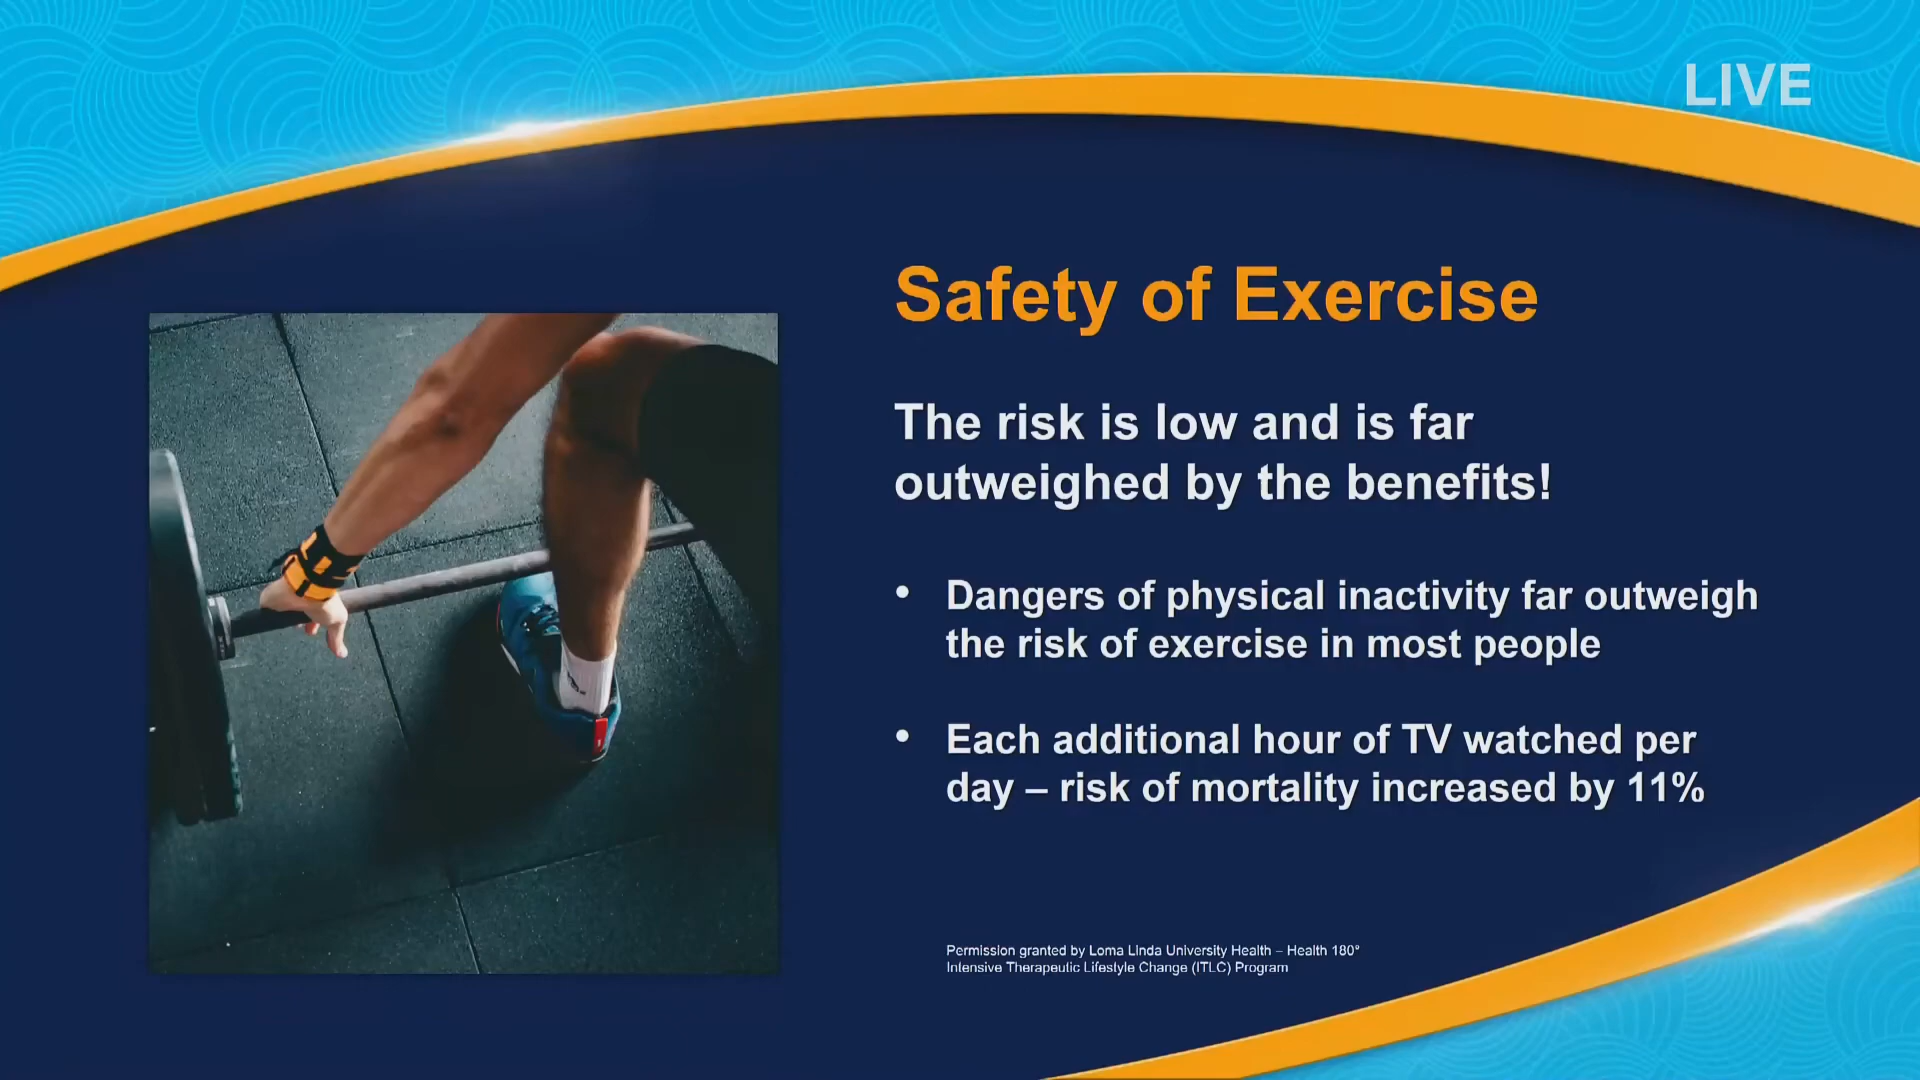 LIVE
Safety of Exercise
The risk is low and is far
outweighed by the benefits!
• Dangers of physical inactivity far outweigh
the risk of exercise in most people
• Each additional hour of TV watched per
day – risk of mortality increased by 11%
Permission granted by Loma Linda University Health – Health 180°
Intensive Therapeutic Lifestyle Change (ITLC) Program